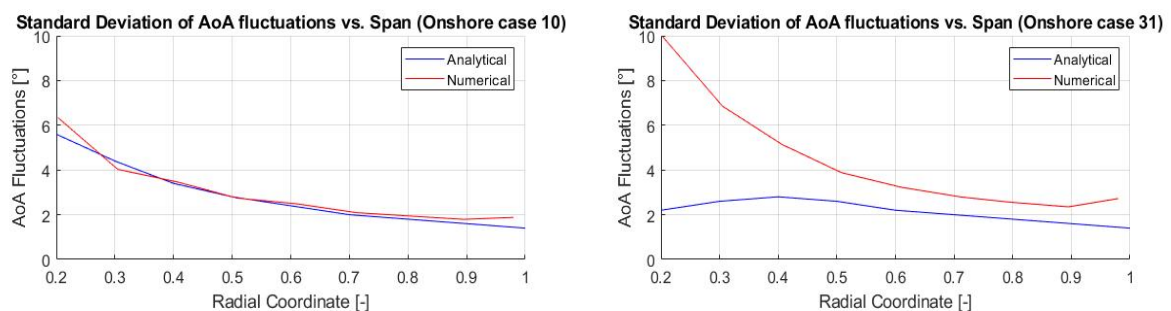 Standard Deviation of AoA fluctuations vs. Span (Onshore case 10)
10
8
6
4
2
0
AoA Fluctuations [°]
Analytical
Numerical
0.2 0.3 0.4 0.5 0.6 0.7 0.8 0.9 1
Radial Coordinate [-]
Standard Deviation of AoA fluctuations vs. Span (Onshore case 31)
10
8
6
4
2
0
AoA Fluctuations [°]
Analytical
Numerical
0.2 0.3 0.4 0.5 0.6 0.7 0.8 0.9 1
Radial Coordinate [-]